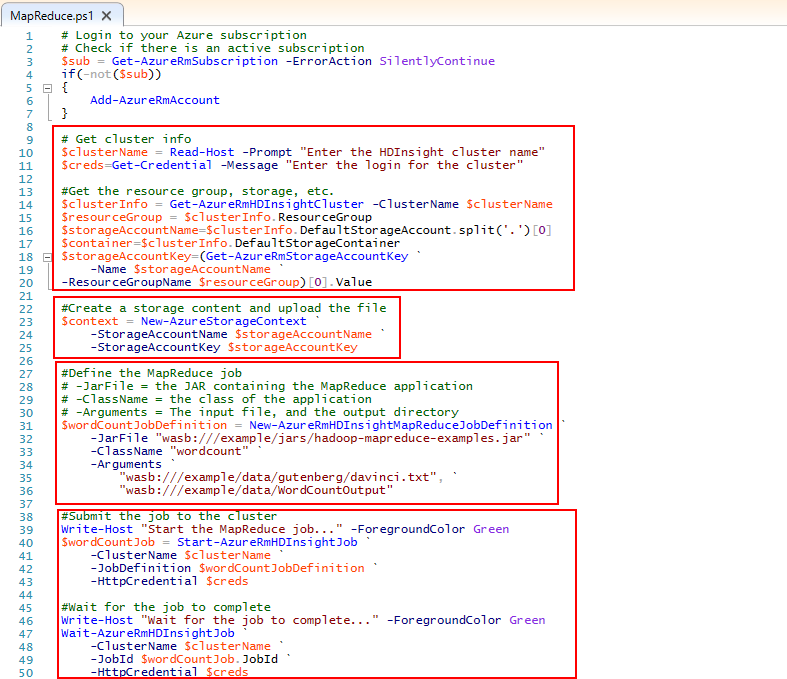 MapReduce.ps1
1 # Login to your Azure subscription
2 # Check if there is an active subscription
3 $sub = Get-AzureRmSubscription -ErrorAction SilentlyContinue
4 if(-not($sub))
5 {
6 Add-AzureRmAccount
7 }
8
9 # Get cluster info
10 $clusterName = Read-Host -Prompt "Enter the HDInsight cluster name"
11 $creds=Get-Credential -Message "Enter the login for the cluster"
12
13 #Get the resource group, storage, etc.
14 $clusterInfo = Get-AzureRmHDInsightCluster -ClusterName $clusterName
15 $resourceGroup = $clusterInfo.ResourceGroup
16 $storageAccountName=$clusterInfo.DefaultStorageAccount.split('.')[0]
17 $container=$clusterInfo.DefaultStorageContainer
18 $storageAccountKey=(Get-AzureRmStorageAccountKey `
19 -Name $storageAccountName `
20 -ResourceGroupName $resourceGroup)[0].Value
21
22 #Create a storage content and upload the file
23 $context = New-AzureStorageContext `
24 -StorageAccountName $storageAccountName `
25 -StorageAccountKey $storageAccountKey
26
27 #Define the MapReduce job
28 # -JarFile = the JAR containing the MapReduce application
29 # -ClassName = the class of the application
30 # -Arguments = The input file, and the output directory
31 $wordCountJobDefinition = New-AzureRmHDInsightMapReduceJobDefinition `
32 -JarFile "wasb:///example/jars/hadoop-mapreduce-examples.jar" `
33 -ClassName "wordcount" `
34 -Arguments `
35 "wasb:///example/data/gutenberg/davinci.txt", `
36 "wasb:///example/data/WordCountOutput"
37
38 #Submit the job to the cluster
39 Write-Host "Start the MapReduce job..." -ForegroundColor Green
40 $wordCountJob = Start-AzureRmHDInsightJob `
41 -ClusterName $clusterName `
42 -JobDefinition $wordCountJobDefinition `
43 -HttpCredential $creds
44
45 #Wait for the job to complete
46 Write-Host "Wait for the job to complete..." -ForegroundColor Green
47 Wait-AzureRmHDInsightJob `
48 -ClusterName $clusterName `
49 -JobId $wordCountJob.JobId `
50 -HttpCredential $creds